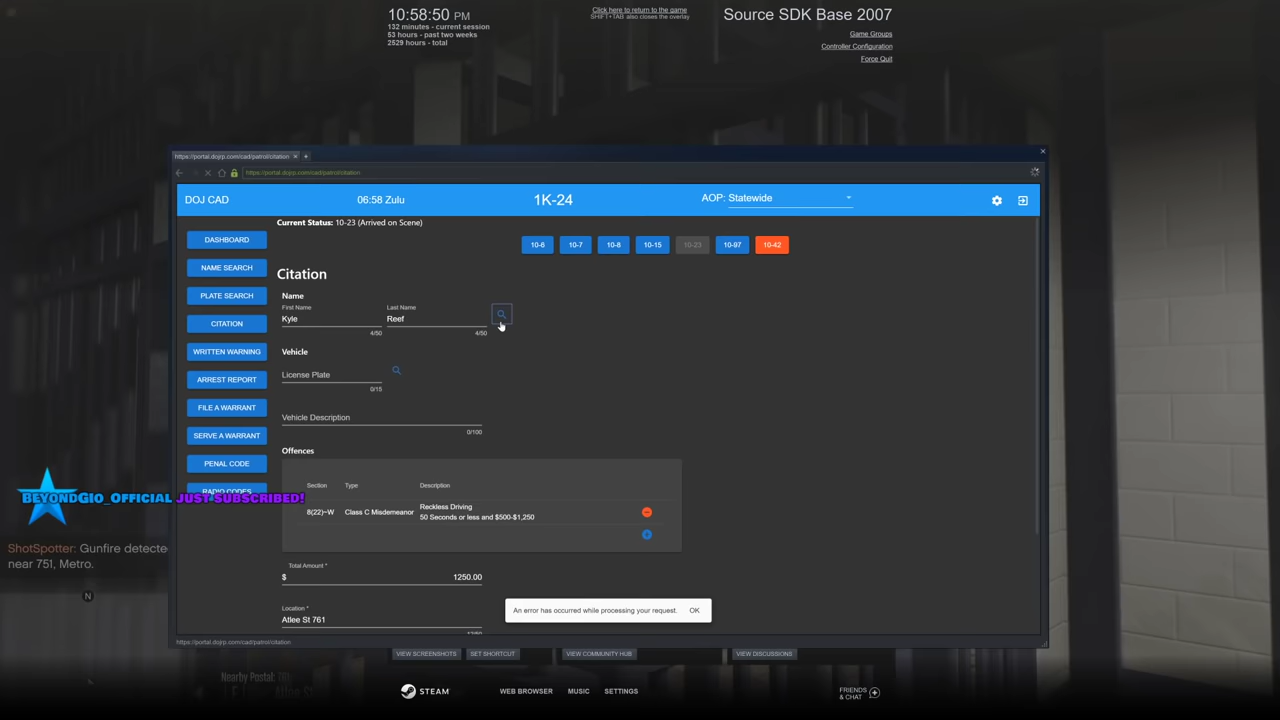 10:58:50 PM
132 minutes - current session
53 hours - past two weeks
2529 hours - total
Click here to return to the game
SHIFT+TAB also closes the overlay
Source SDK Base 2007
Game Groups
Controller Configuration
Force Quit
https://portal.dojrp.com/cad/patrol/citation
https://portal.dojrp.com/cad/patrol/citation
DOJ CAD
06:58 Zulu
1K-24
AOP: Statewide
Current Status: 10-23 (Arrived on Scene)
DASHBOARD
NAME SEARCH
PLATE SEARCH
CITATION
WRITTEN WARNING
ARREST REPORT
FILE A WARRANT
SERVE A WARRANT
PENAL CODE
RADIO CODES
10-6
10-7
10-8
10-15
10-23
10-97
10-42
Citation
Name
First Name
Last Name
Kyle
Reef
4/50
4/50
Vehicle
License Plate
0/15
Vehicle Description
0/100
Offences
Section
Type
Description
8(22)~W
Class C Misdemeanor
Reckless Driving
50 Seconds or less and $500-$1,250
Total Amount *
$
1250.00
Location *
Atlee St 761
An error has occurred while processing your request.
OK
BEYONDGIO_OFFICIAL JUST SUBSCRIBED!
ShotSpotter: Gunfire detected
near 751, Metro.
N
https://portal.dojrp.com/cad/patrol/citation
VIEW SCREENSHOTS
SET SHORTCUT
VIEW COMMUNITY HUB
VIEW DISCUSSIONS
Nearby Postal: 761
Atlee St
STEAM
WEB BROWSER
MUSIC
SETTINGS
FRIENDS
& CHAT